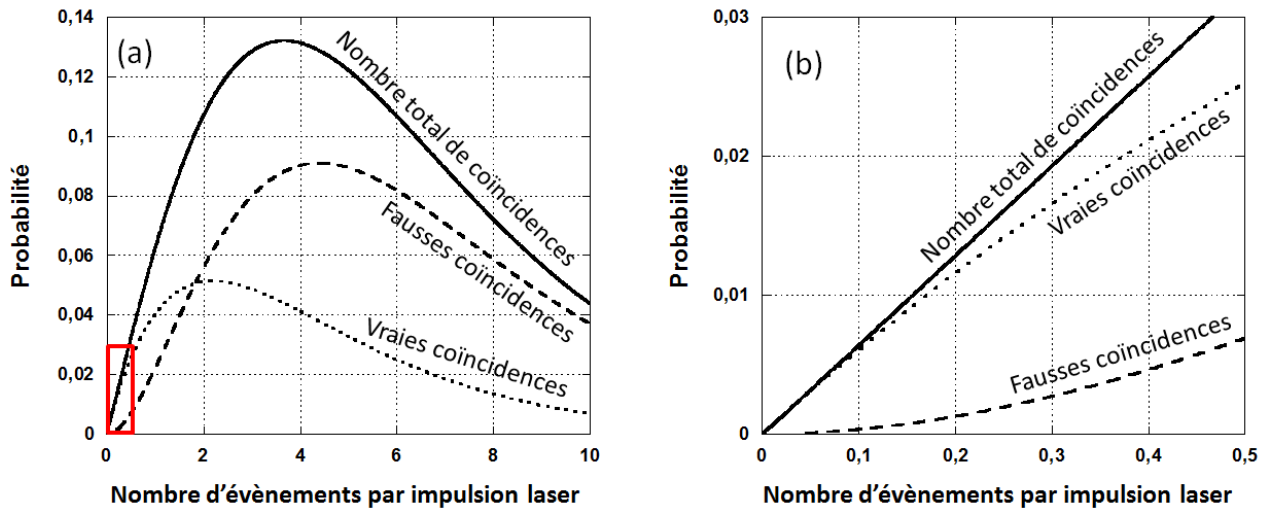 (a)
0,14
0,12
0,1
0,08
0,06
0,04
0,02
0
0
2
4
6
8
10
Probabilité
Nombre d'évènements par impulsion laser
Nombre total de coïncidences
Fausses coïncidences
Vraies coïncidences
(b)
0,03
0,02
0,01
0
0
0,1
0,2
0,3
0,4
0,5
Probabilité
Nombre d'évènements par impulsion laser
Nombre total de coïncidences
Vraies coïncidences
Fausses coïncidences